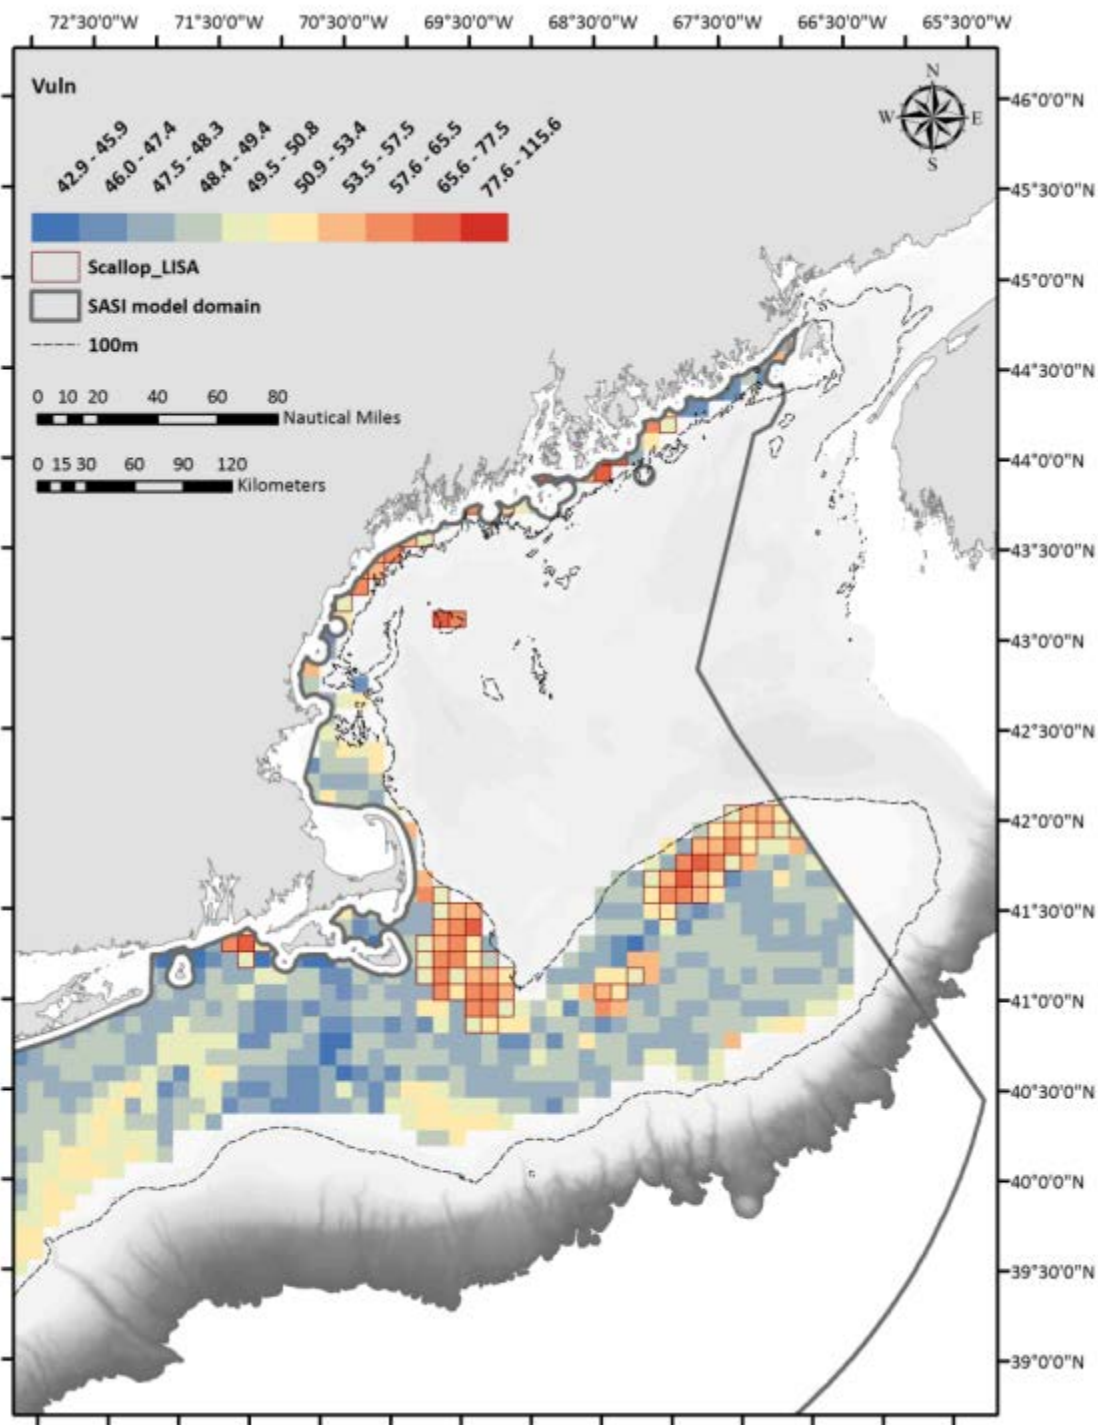 72°30'0"W 71°30'0"W 70°30'0"W 69°30'0"W 68°30'0"W 67°30'0"W 66°30'0"W 65°30'0"W
Vuln
42.9 - 45.9
46.0 - 47.4
47.5 - 48.3
48.4 - 49.4
49.5 - 50.8
50.9 - 53.4
53.5 - 57.5
57.6 - 65.5
65.6 - 77.5
77.6 - 115.6
N
W E
S
Scallop_LISA
SASI model domain
100m
0 10 20 40 60 80
Nautical Miles
0 15 30 60 90 120
Kilometers
46°0'0"N
45°30'0"N
45°0'0"N
44°30'0"N
44°0'0"N
43°30'0"N
43°0'0"N
42°30'0"N
42°0'0"N
41°30'0"N
41°0'0"N
40°30'0"N
40°0'0"N
39°30'0"N
39°0'0"N